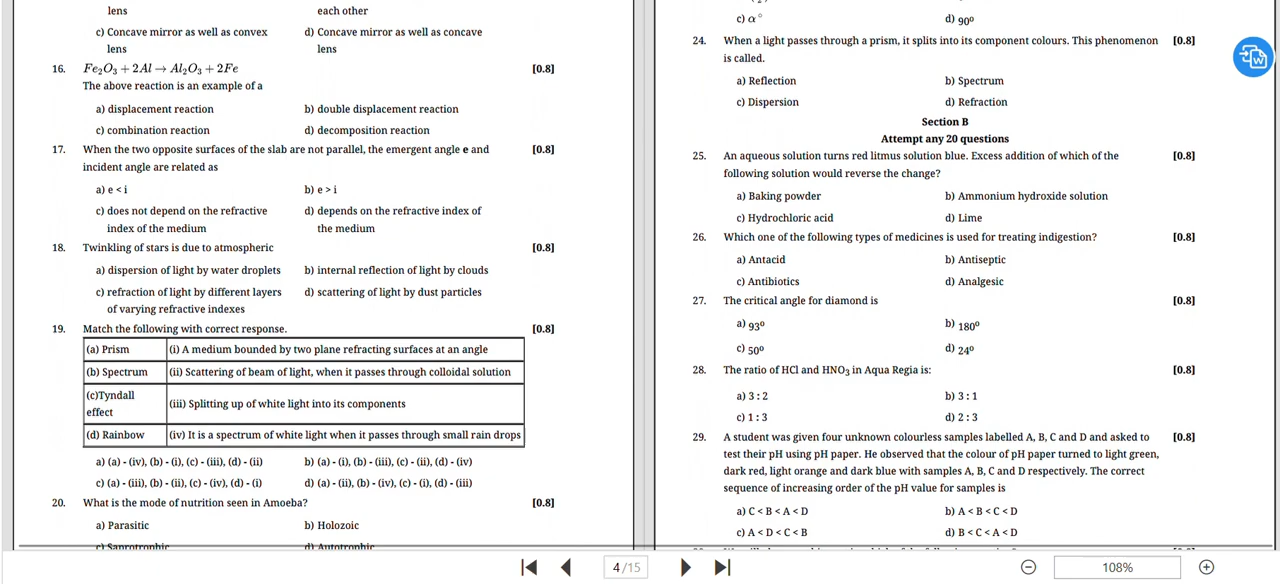 lens
each other
c) Concave mirror as well as convex
lens
d) Concave mirror as well as concave
lens
16. Fe₂O₃ + 2Al → Al₂O₃ + 2Fe [0.8]
The above reaction is an example of a
a) displacement reaction
b) double displacement reaction
c) combination reaction
d) decomposition reaction
17. When the two opposite surfaces of the slab are not parallel, the emergent angle e and [0.8]
incident angle are related as
a) e < i
b) e > i
c) does not depend on the refractive
index of the medium
d) depends on the refractive index of
the medium
18. Twinkling of stars is due to atmospheric [0.8]
a) dispersion of light by water droplets
b) internal reflection of light by clouds
c) refraction of light by different layers
of varying refractive indexes
d) scattering of light by dust particles
19. Match the following with correct response. [0.8]
(a) Prism (i) A medium bounded by two plane refracting surfaces at an angle
(b) Spectrum (ii) Scattering of beam of light, when it passes through colloidal solution
(c)Tyndall
effect
(iii) Splitting up of white light into its components
(d) Rainbow (iv) It is a spectrum of white light when it passes through small rain drops
a) (a) - (iv), (b) - (i), (c) - (iii), (d) - (ii)
b) (a) - (i), (b) - (iii), (c) - (ii), (d) - (iv)
c) (a) - (iii), (b) - (ii), (c) - (iv), (d) - (i)
d) (a) - (ii), (b) - (iv), (c) - (i), (d) - (iii)
20. What is the mode of nutrition seen in Amoeba? [0.8]
a) Parasitic
b) Holozoic
c) Saprotrophic
d) Autotrophic
c) α°
d) 90⁰
24. When a light passes through a prism, it splits into its component colours. This phenomenon [0.8]
is called.
a) Reflection
b) Spectrum
c) Dispersion
d) Refraction
Section B
Attempt any 20 questions
25. An aqueous solution turns red litmus solution blue. Excess addition of which of the [0.8]
following solution would reverse the change?
a) Baking powder
b) Ammonium hydroxide solution
c) Hydrochloric acid
d) Lime
26. Which one of the following types of medicines is used for treating indigestion? [0.8]
a) Antacid
b) Antiseptic
c) Antibiotics
d) Analgesic
27. The critical angle for diamond is [0.8]
a) 93⁰
b) 180⁰
c) 50⁰
d) 24⁰
28. The ratio of HCl and HNO₃ in Aqua Regia is: [0.8]
a) 3 : 2
b) 3 : 1
c) 1 : 3
d) 2 : 3
29. A student was given four unknown colourless samples labelled A, B, C and D and asked to [0.8]
test their pH using pH paper. He observed that the colour of pH paper turned to light green,
dark red, light orange and dark blue with samples A, B, C and D respectively. The correct
sequence of increasing order of the pH value for samples is
a) C < B < A < D
b) A < B < C < D
c) A < D < C < B
d) B < C < A < D
4 /15
108%